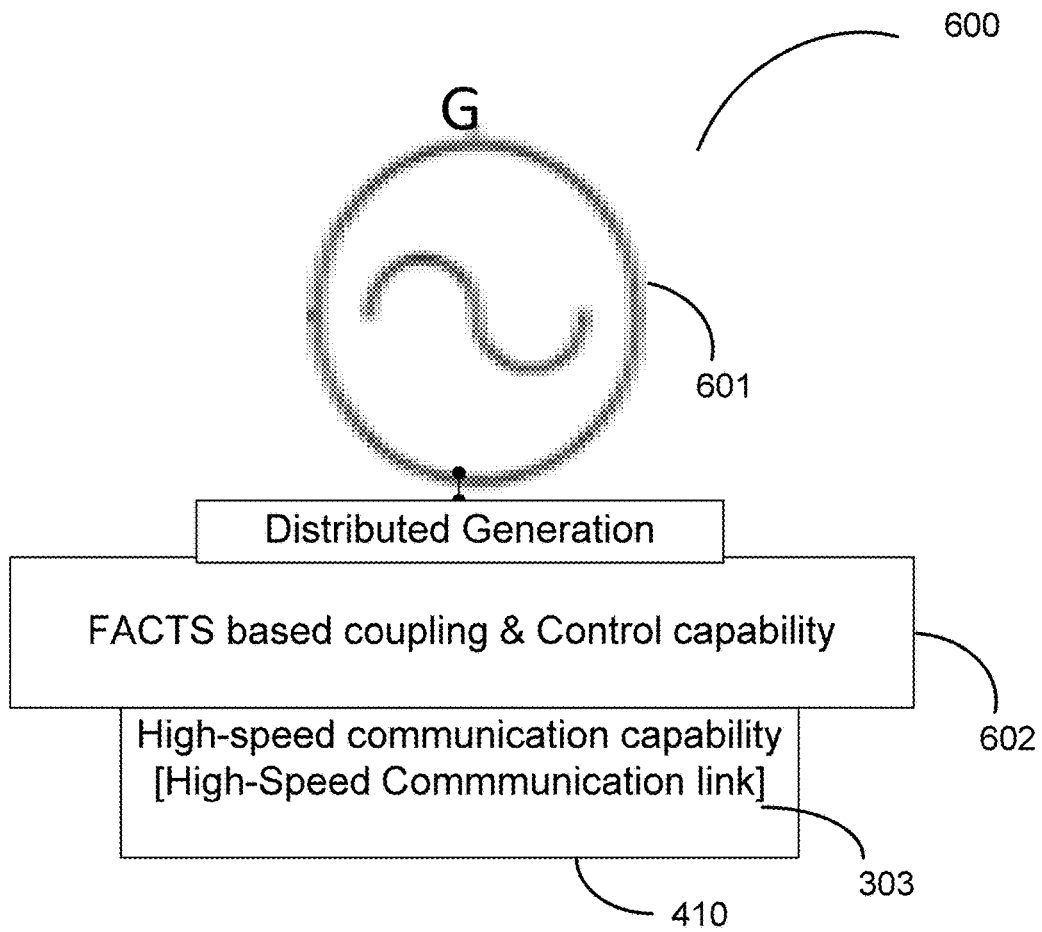 600
G
601
Distributed Generation
FACTS based coupling & Control capability
602
High-speed communication capability
[High-Speed Commmunication link]
303
410